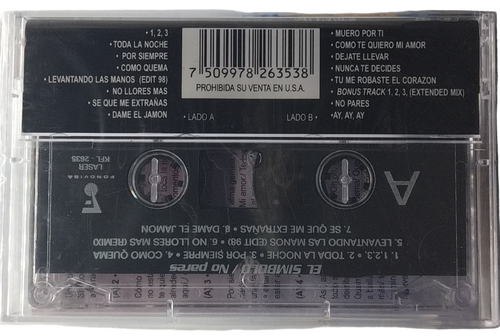 • 1, 2, 3
TODA LA NOCHE •
POR SIEMPRE •
COMO QUEMA •
LEVANTANDO LAS MANOS (EDIT 98) •
NO LLORES MAS •
• SE QUE ME EXTRAÑAS
DAME EL JAMON •
7 509978 263538
PROHIBIDA SU VENTA EN U.S.A.
• LADO A
LADO B •
MUERO POR TI •
• COMO TE QUIERO MI AMOR
DEJATE LLEVAR •
NUNCA TE DECIDES •
TU ME ROBASTE EL CORAZON •
• BONUS TRACK 1, 2, 3, (EXTENDED MIX)
NO PARES •
• AY, AY, AY
A
FONOVISA
LASER
KFL - 2635
EL SIMBOLO / No pares
1. 1,2,3. • 2. TODA LA NOCHE • 3. POR SIEMPRE • 4. COMO QUEMA
5. LEVANTANDO LAS MANOS (EDIT 98) • 6. NO LLORES MAS (REMIX)
7. SE QUE ME EXTRAÑAS • 8. DAME EL JAMON